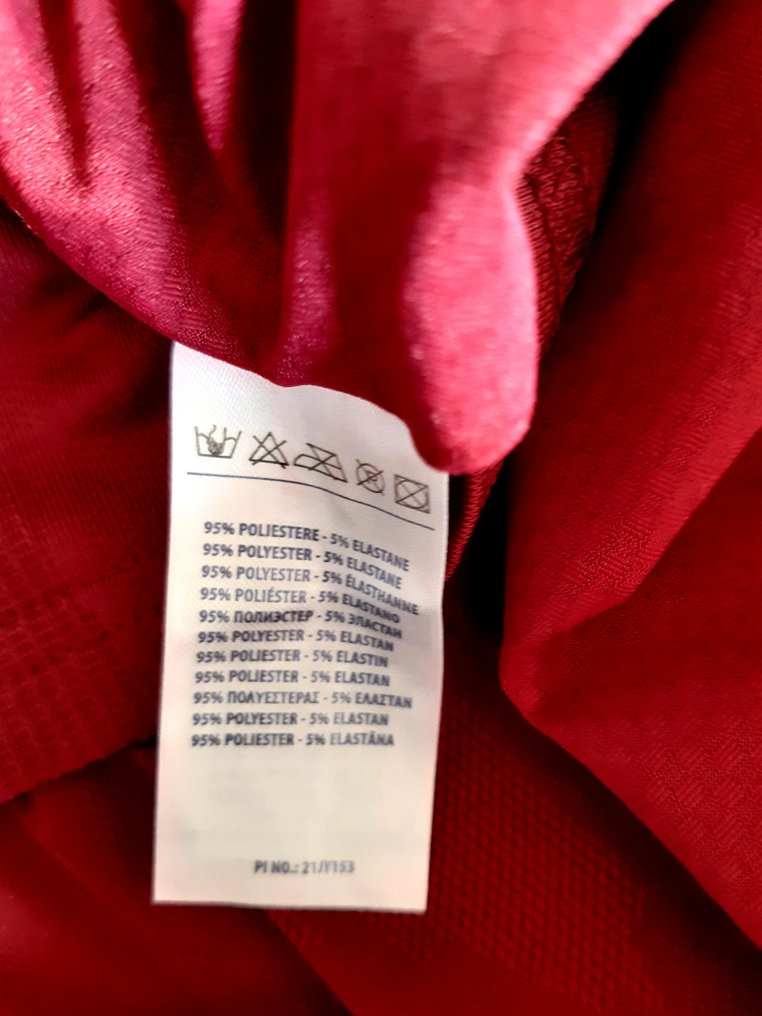 95% POLIESTERE - 5% ELASTANE
95% POLYESTER - 5% ELASTANE
95% POLYESTER - 5% ÉLASTHANNE
95% POLIÉSTER - 5% ELASTANO
95% ПОЛИЭСТЕР - 5% ЭЛАСТАН
95% POLYESTER - 5% ELASTAN
95% POLIESTER - 5% ELASTIN
95% POLIESTER - 5% ELASTAN
95% ΠΟΛΥΕΣΤΕΡΑΣ - 5% ΕΛΑΣΤΑΝ
95% POLYESTER - 5% ELASTAN
95% POLIESTER - 5% ELASTĀNA
PI NO.: 21JY153